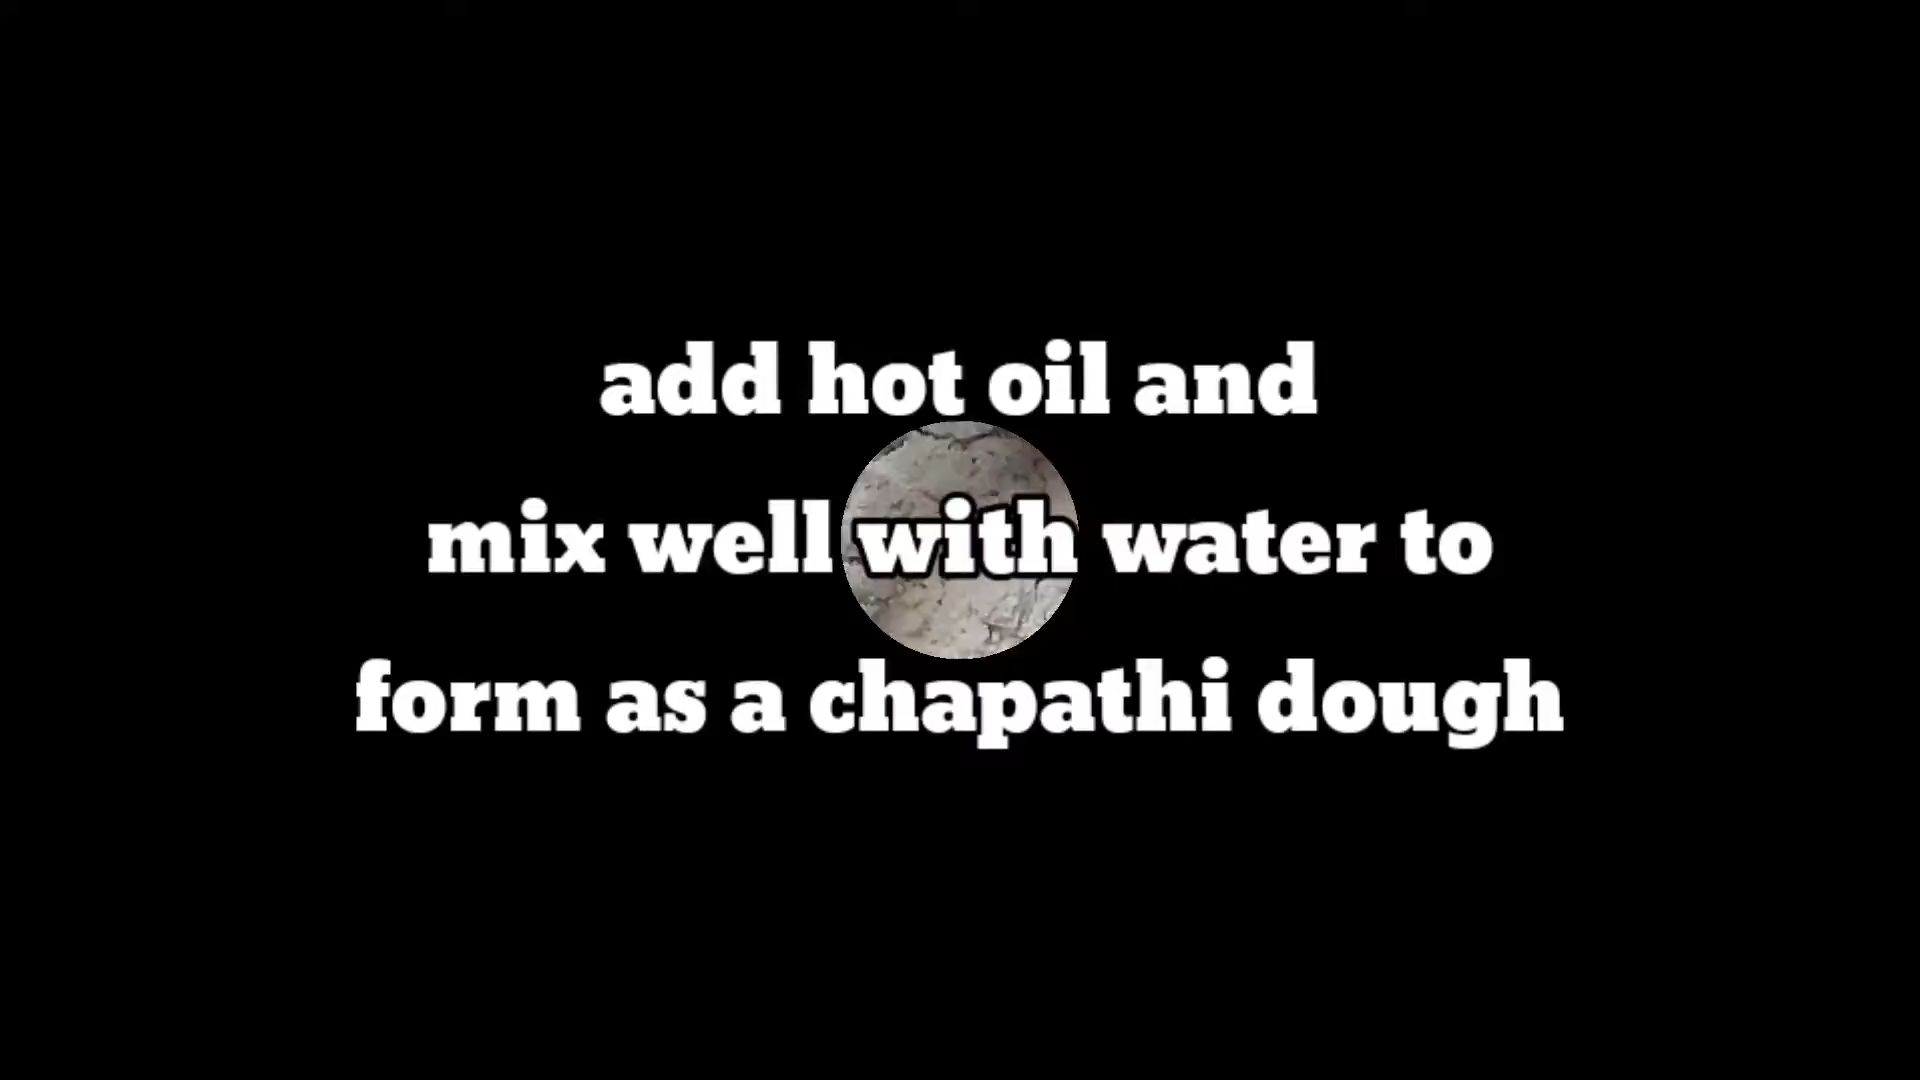 add hot oil and
mix well with water to
form as a chapathi dough